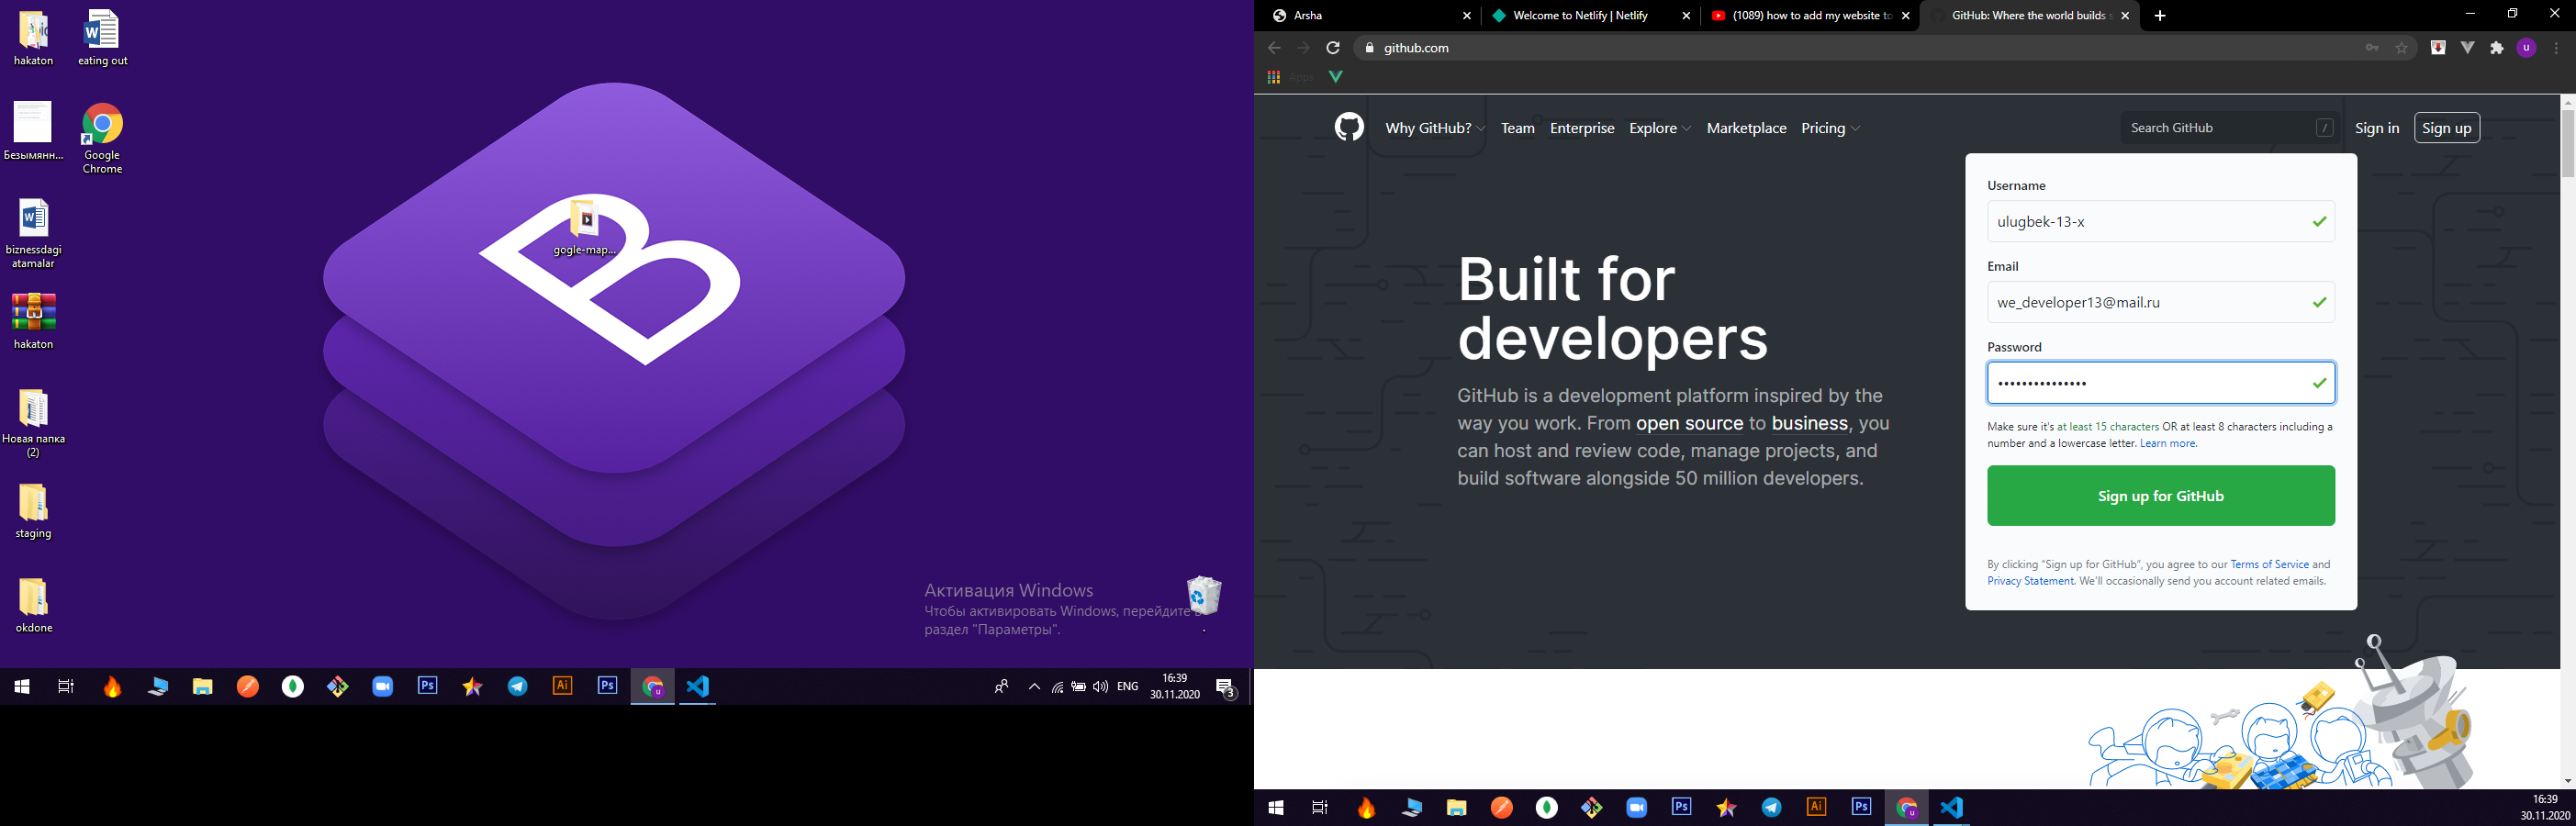 hakaton
eating out
Безымянн...
Google
Chrome
biznessdagi
atamalar
hakaton
Новая папка
(2)
staging
okdone
gogle-map...
Активация Windows
Чтобы активировать Windows, перейдите в
раздел "Параметры".
ENG
16:39
30.11.2020
3
Arsha
Welcome to Netlify | Netlify
(1089) how to add my website to
GitHub: Where the world builds s
github.com
Apps
Why GitHub?
Team
Enterprise
Explore
Marketplace
Pricing
Search GitHub
/
Sign in
Sign up
Built for
developers
GitHub is a development platform inspired by the
way you work. From open source to business, you
can host and review code, manage projects, and
build software alongside 50 million developers.
Username
ulugbek-13-x
Email
we_developer13@mail.ru
Password
•••••••••••••••
Make sure it's at least 15 characters OR at least 8 characters including a
number and a lowercase letter. Learn more.
Sign up for GitHub
By clicking “Sign up for GitHub”, you agree to our Terms of Service and
Privacy Statement. We'll occasionally send you account related emails.
16:39
30.11.2020